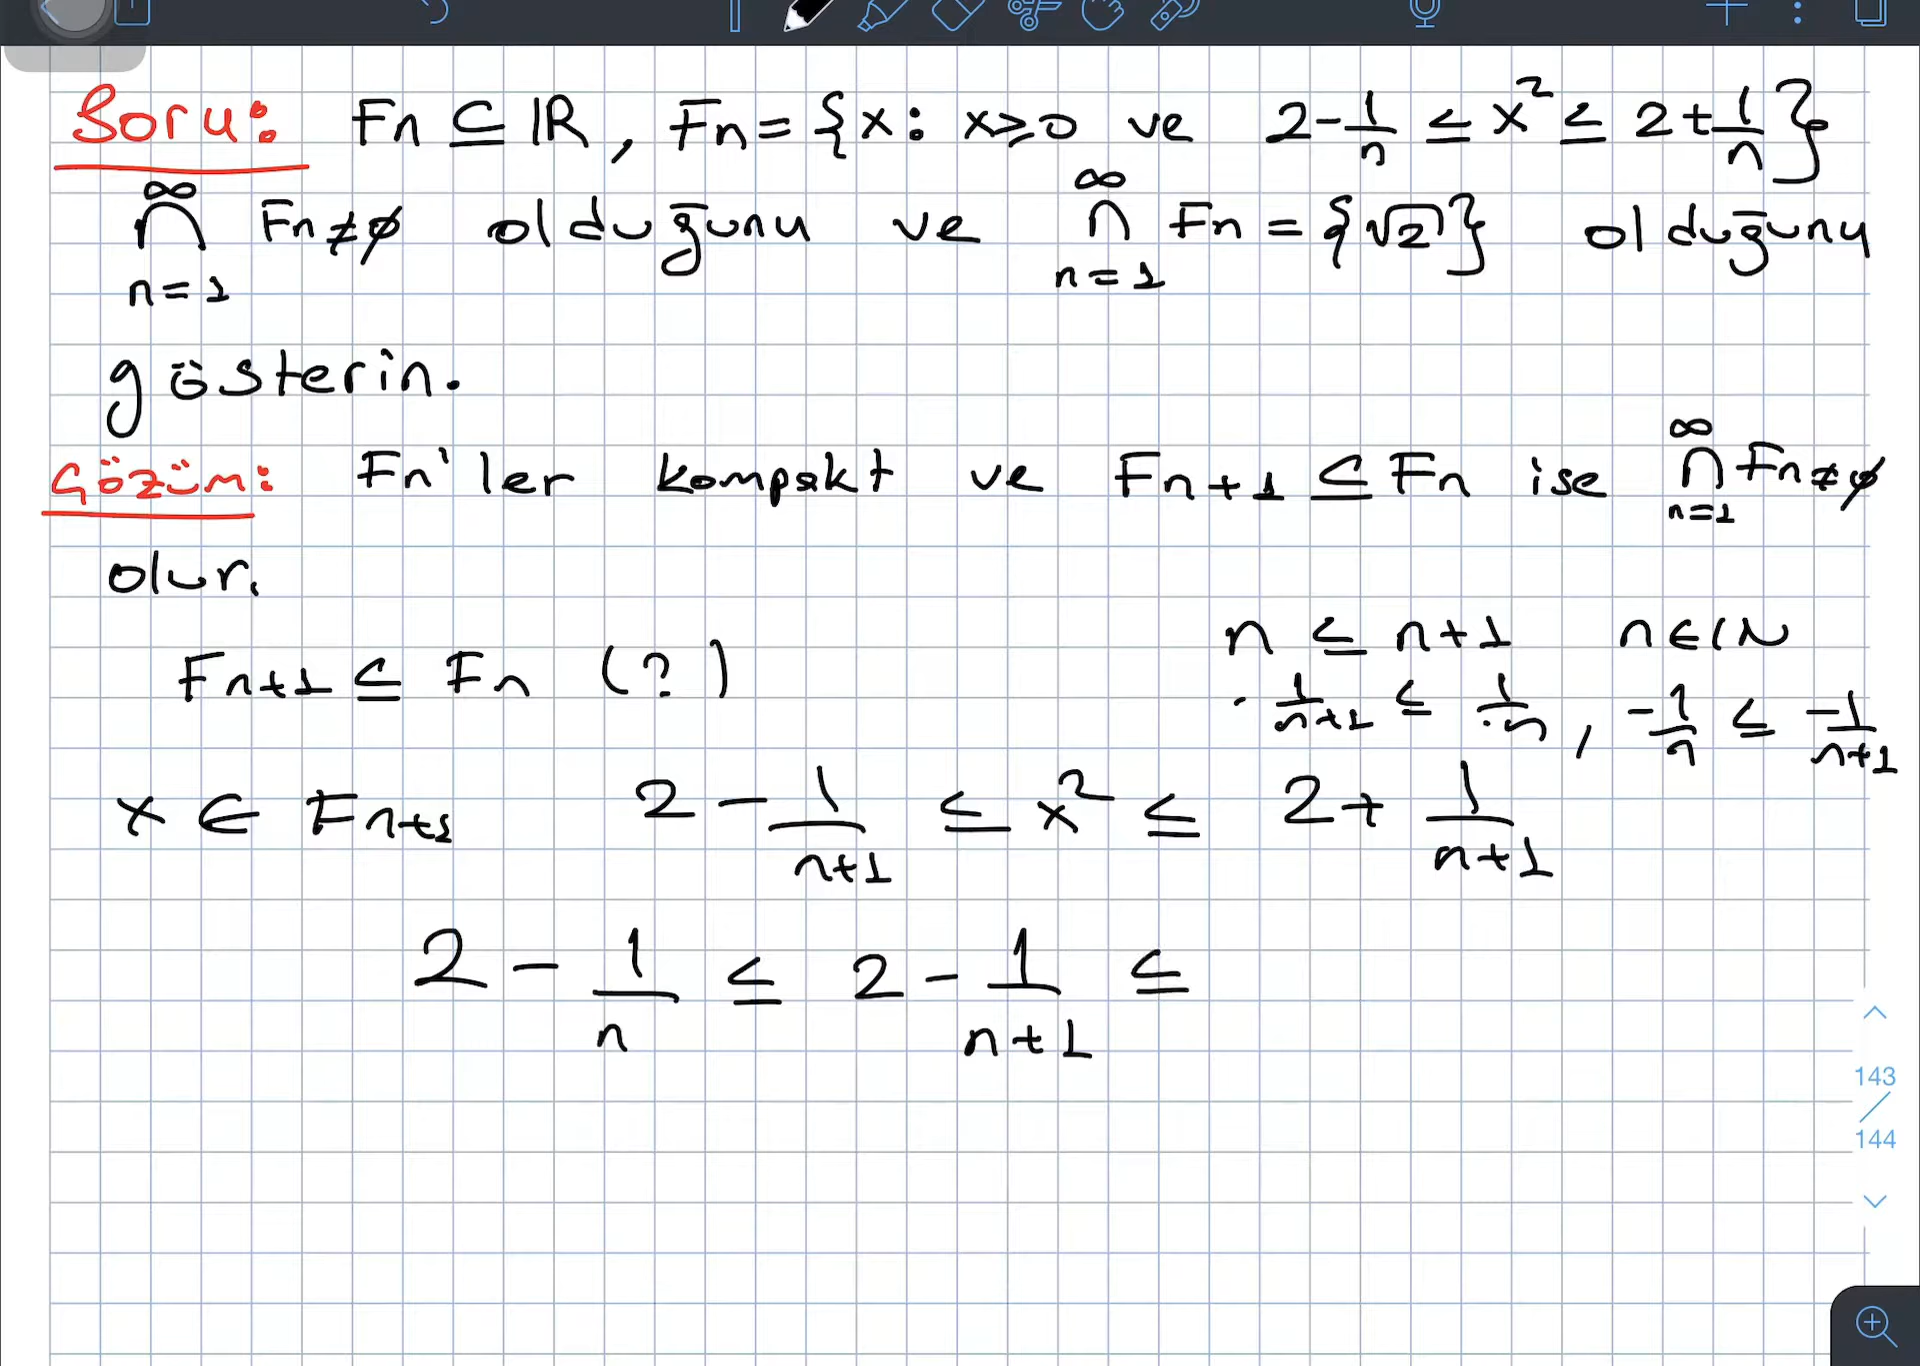 Soru: Fn ⊆ IR, Fn = {x : x ≥ 0 ve 2 - 1/n ≤ x² ≤ 2 + 1/n}
∞ ∩ n=1 Fn ≠ ∅ olduğunu ve ∞ ∩ n=1 Fn = {√2} olduğunu
gösterin.
Çözüm: Fn'ler kompakt ve Fn+1 ⊆ Fn ise ∞ ∩ n=1 Fn ≠ ∅
olur.
n ≤ n+1 n ∈ IN
Fn+1 ⊆ Fn (?)
1/n+1 ≤ 1/n, -1/n ≤ -1/n+1
x ∈ Fn+1 2 - 1/n+1 ≤ x² ≤ 2 + 1/n+1
2 - 1/n ≤ 2 - 1/n+1 ≤
143
/
144